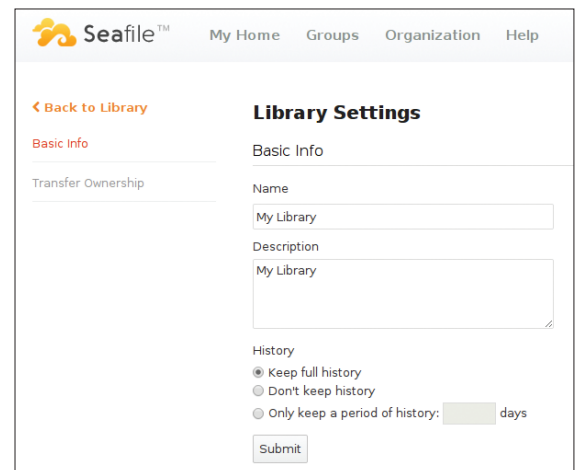 Seafile™ My Home Groups Organization Help
Back to Library
Basic Info
Transfer Ownership
Library Settings
Basic Info
Name
My Library
Description
My Library
History
Keep full history
Don't keep history
Only keep a period of history: days
Submit